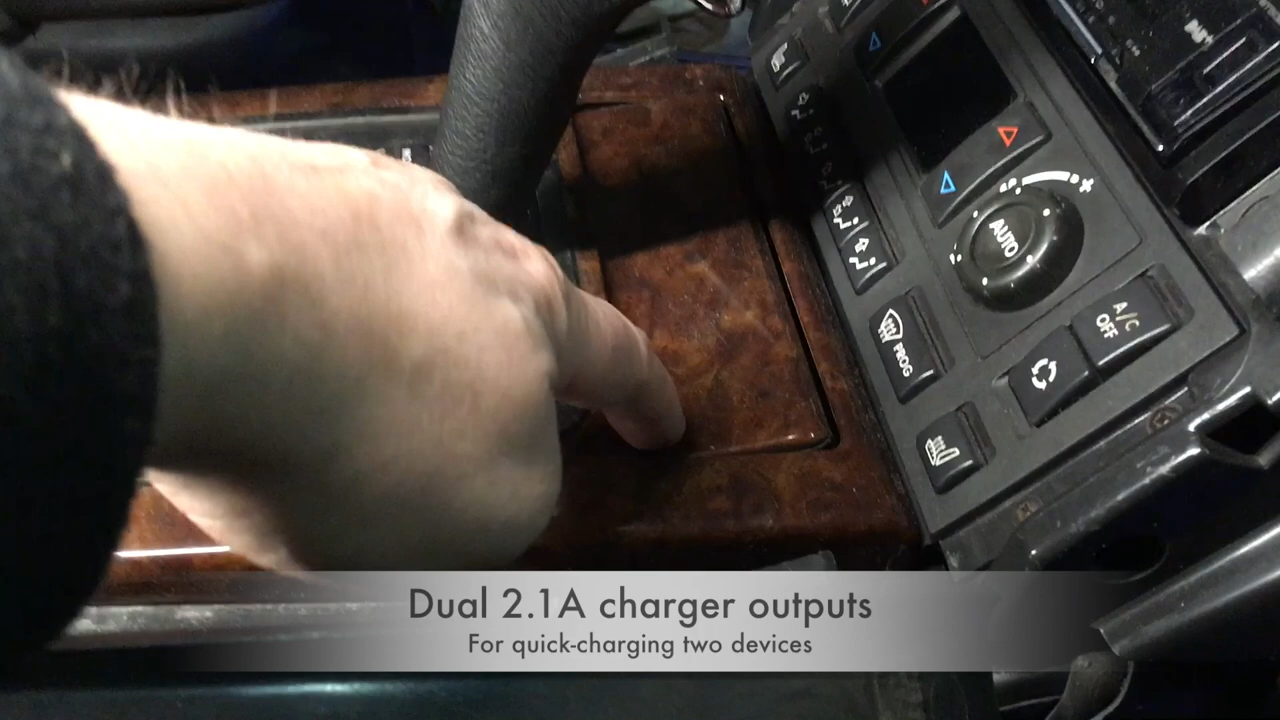 AUTO
A/C
OFF
PROG
Dual 2.1A charger outputs
For quick-charging two devices